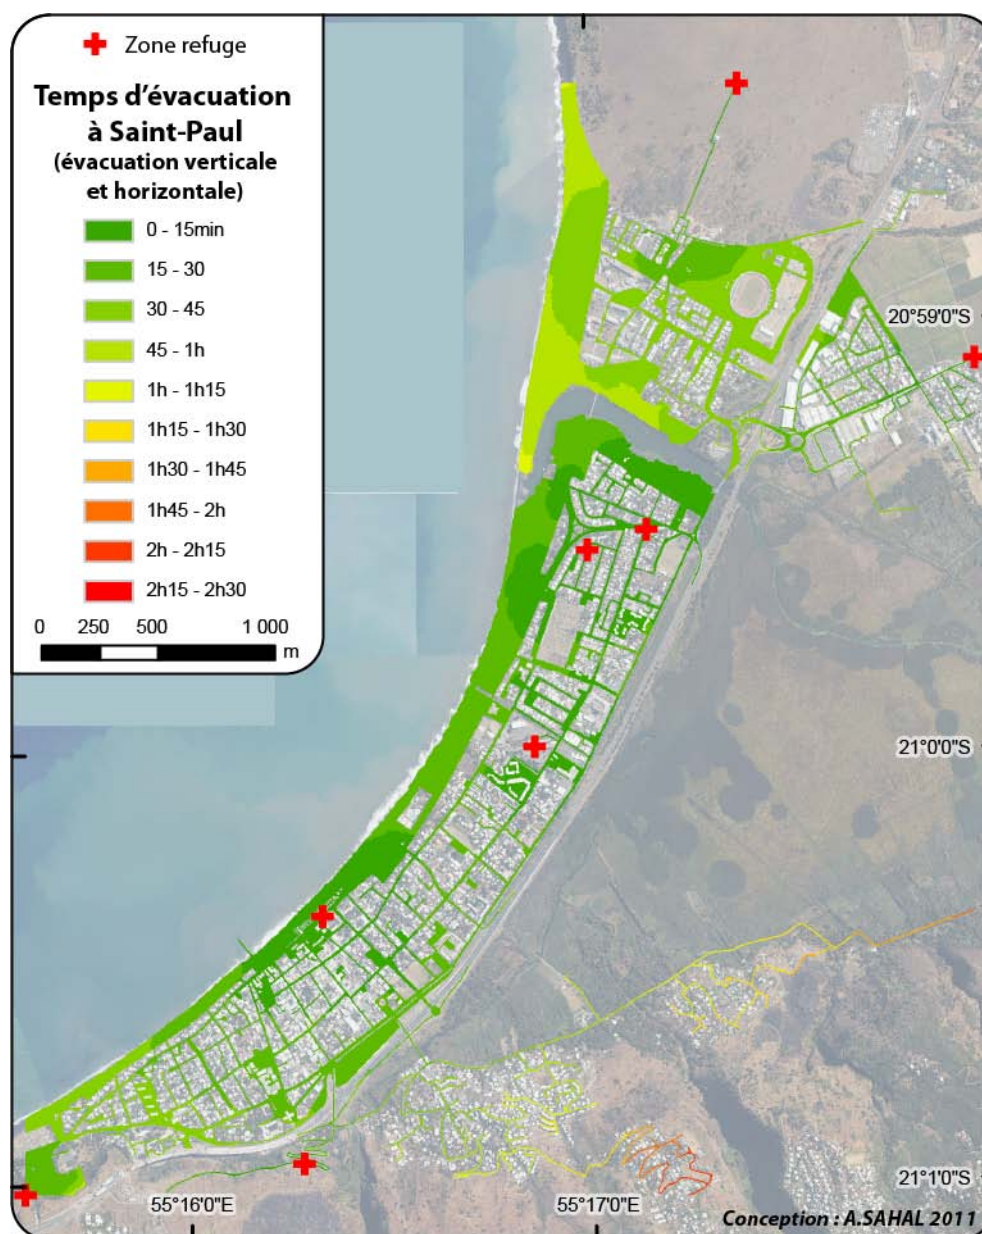 Zone refuge
Temps d'évacuation
à Saint-Paul
(évacuation verticale
et horizontale)
0 - 15min
15 - 30
30 - 45
45 - 1h
1h - 1h15
1h15 - 1h30
1h30 - 1h45
1h45 - 2h
2h - 2h15
2h15 - 2h30
0 250 500 1 000
m
20°59'0"S
21°0'0"S
21°1'0"S
55°16'0"E
55°17'0"E
Conception : A.SAHAL 2011